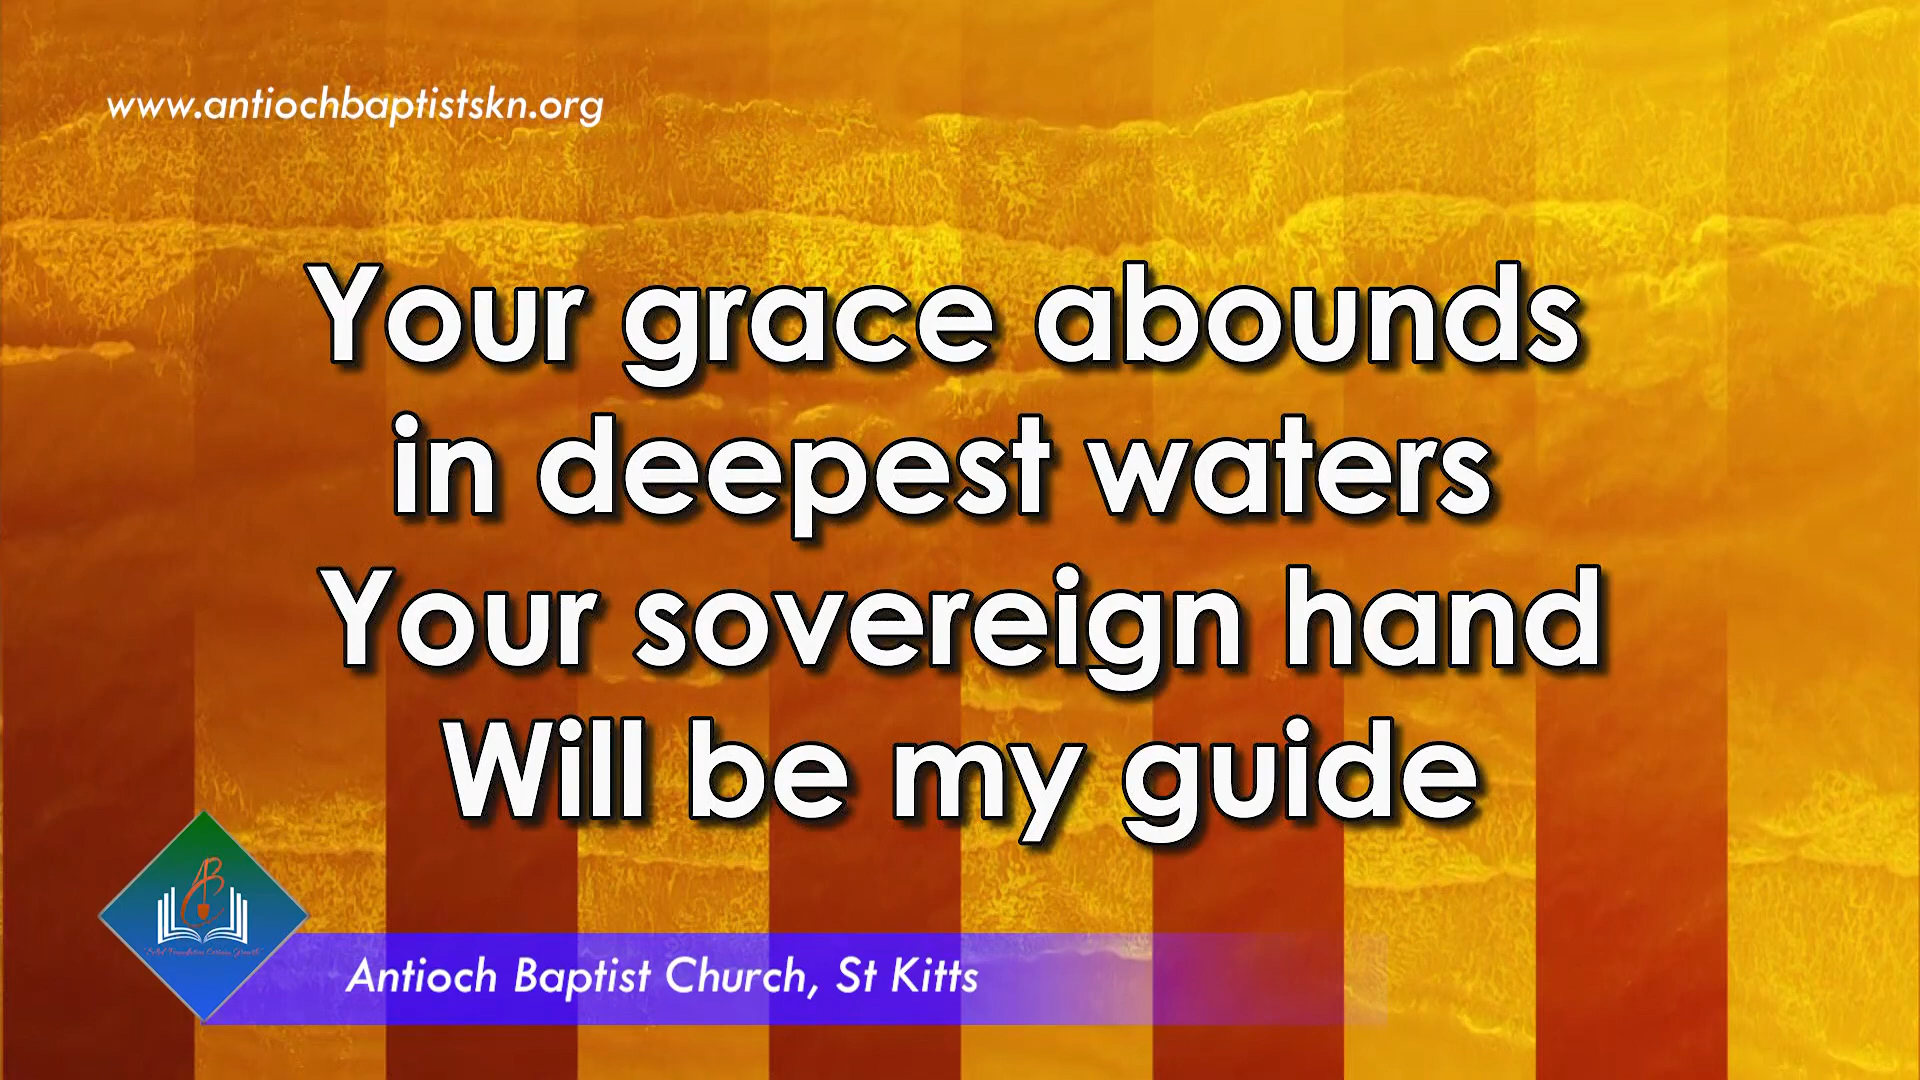 www.antiochbaptistskn.org
Your grace abounds
in deepest waters
Your sovereign hand
Will be my guide
Antioch Baptist Church, St Kitts